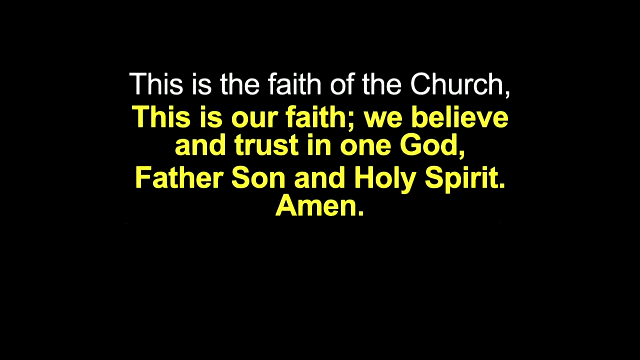 This is the faith of the Church,
This is our faith; we believe
and trust in one God,
Father Son and Holy Spirit.
Amen.